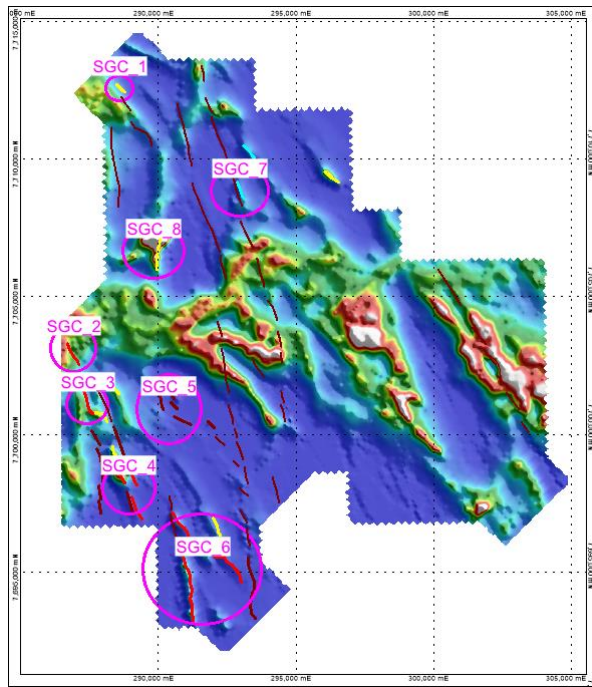 000 mE 290,000 mE 295,000 mE 300,000 mE 305,000 mE
7,715,000 mN
SGC_1
SGC_7
SGC_8
7,710,000 mN
7,705,000 mN
SGC_2
SGC_3
SGC_5
SGC_4
7,700,000 mN
SGC_6
7,695,000 mN
290,000 mE 295,000 mE 300,000 mE 305,000 mE